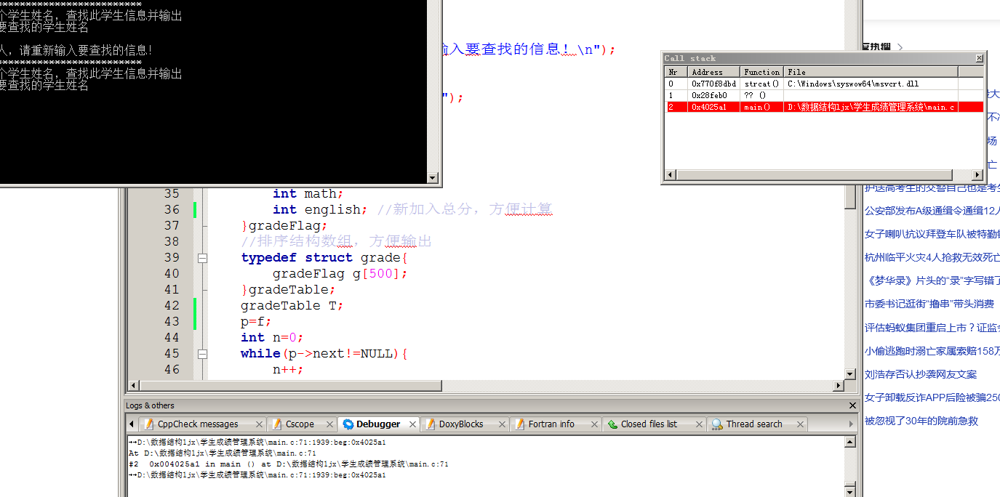 **************************
个学生姓名，查找此学生信息并输出
要查找的学生姓名
人，请重新输入要查找的信息！
**************************
个学生姓名，查找此学生信息并输出
要查找的学生姓名
输入要查找的信息！\n");
");
Call stack
Nr Address Function File
0 0x770f8dbd strcat() C:\Windows\syswow64\msvcrt.dll
1 0x28feb0 ?? ()
2 0x4025a1 main() D:\数据结构ljx\学生成绩管理系统\main.c
35 int math;
36 int english; //新加入总分，方便计算
37 }gradeFlag;
38 //排序结构数组，方便输出
39 typedef struct grade{
40 gradeFlag g[500];
41 }gradeTable;
42 gradeTable T;
43 p=f;
44 int n=0;
45 while(p->next!=NULL){
46 n++;
Logs & others
CppCheck messages Cscope Debugger DoxyBlocks Fortran info Closed files list Thread search
→→D:\数据结构ljx\学生成绩管理系统\main.c:71:1939:beg:0x4025a1
At D:\数据结构ljx\学生成绩管理系统\main.c:71
#2 0x004025a1 in main () at D:\数据结构ljx\学生成绩管理系统\main.c:71
→→D:\数据结构ljx\学生成绩管理系统\main.c:71:1939:beg:0x4025a1
热搜
大
不
场
亡
护送高考生的交警自己也是考
公安部发布A级通缉令通缉12
女子喇叭抗议拜登车队被特勤
杭州临平火灾4人抢救无效死亡
《梦华录》片头的“录”字写错了
市委书记逛街“撸串”带头消费
评估蚂蚁集团重启上市？证监
小偷逃跑时溺亡家属索赔158万
刘浩存否认抄袭网友文案
女子卸载反诈APP后险被骗250
被忽视了30年的院前急救